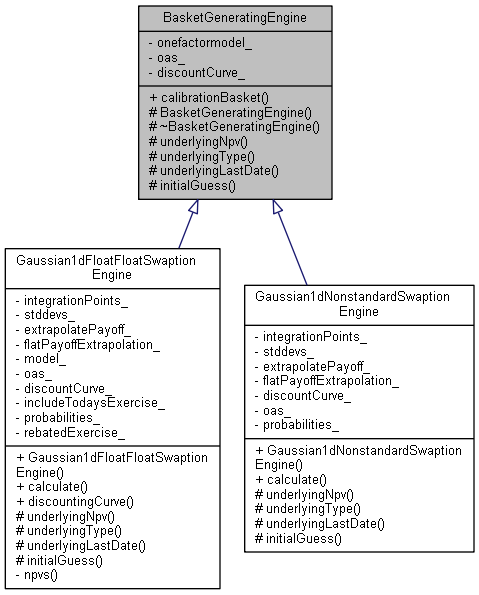 BasketGeneratingEngine
- onefactormodel_
- oas_
- discountCurve_
+ calibrationBasket()
# BasketGeneratingEngine()
# ~BasketGeneratingEngine()
# underlyingNpv()
# underlyingType()
# underlyingLastDate()
# initialGuess()
Gaussian1dFloatFloatSwaption
Engine
- integrationPoints_
- stddevs_
- extrapolatePayoff_
- flatPayoffExtrapolation_
- model_
- oas_
- discountCurve_
- includeTodaysExercise_
- probabilities_
- rebatedExercise_
+ Gaussian1dFloatFloatSwaption
Engine()
+ calculate()
+ discountingCurve()
# underlyingNpv()
# underlyingType()
# underlyingLastDate()
# initialGuess()
- npvs()
Gaussian1dNonstandardSwaption
Engine
- integrationPoints_
- stddevs_
- extrapolatePayoff_
- flatPayoffExtrapolation_
- discountCurve_
- oas_
- probabilities_
+ Gaussian1dNonstandardSwaption
Engine()
+ calculate()
# underlyingNpv()
# underlyingType()
# underlyingLastDate()
# initialGuess()